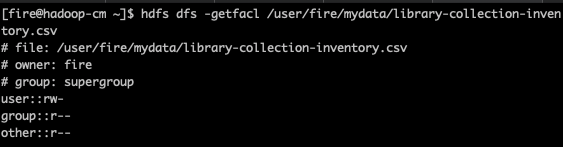 [fire@hadoop-cm ~]$ hdfs dfs -getfacl /user/fire/mydata/library-collection-inven
tory.csv
# file: /user/fire/mydata/library-collection-inventory.csv
# owner: fire
# group: supergroup
user::rw-
group::r--
other::r--